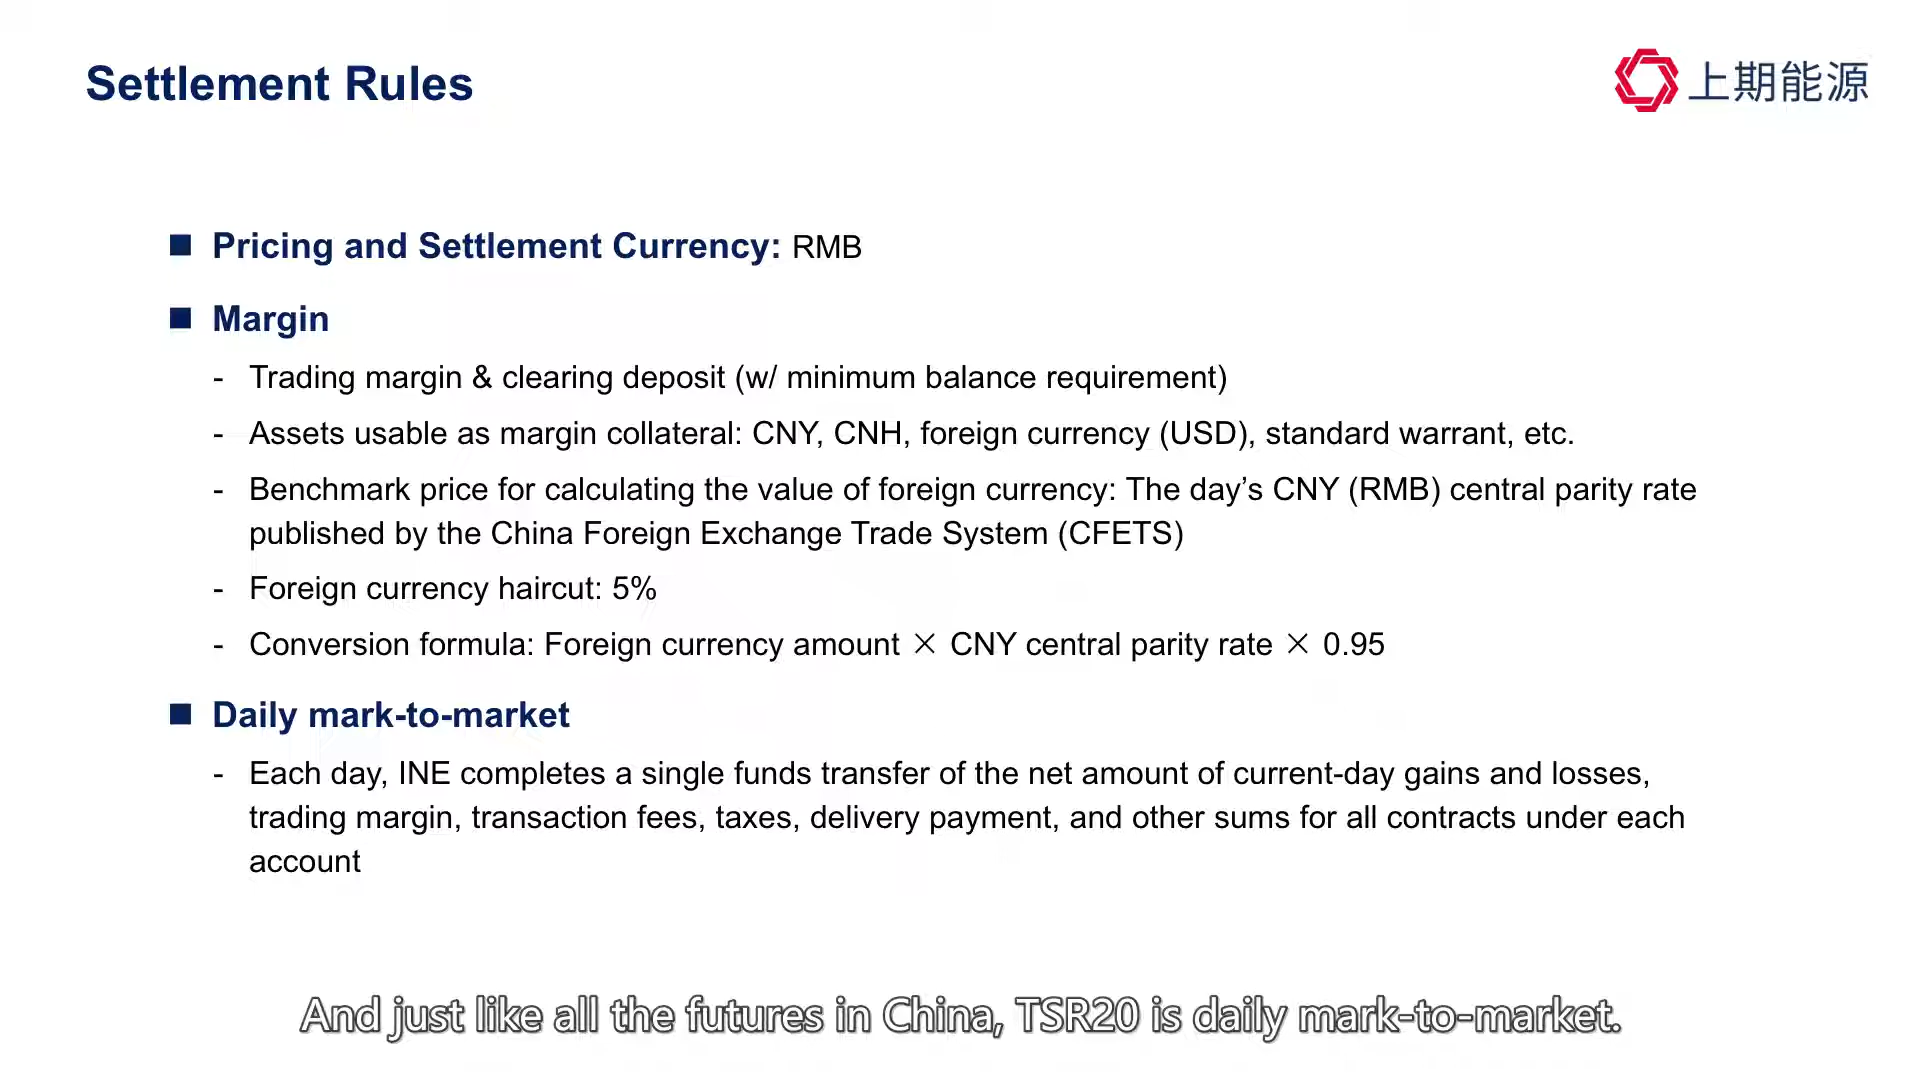 Settlement Rules
上期能源
■ Pricing and Settlement Currency: RMB
■ Margin
- Trading margin & clearing deposit (w/ minimum balance requirement)
- Assets usable as margin collateral: CNY, CNH, foreign currency (USD), standard warrant, etc.
- Benchmark price for calculating the value of foreign currency: The day’s CNY (RMB) central parity rate
published by the China Foreign Exchange Trade System (CFETS)
- Foreign currency haircut: 5%
- Conversion formula: Foreign currency amount × CNY central parity rate × 0.95
■ Daily mark-to-market
- Each day, INE completes a single funds transfer of the net amount of current-day gains and losses,
trading margin, transaction fees, taxes, delivery payment, and other sums for all contracts under each
account
And just like all the futures in China, TSR20 is daily mark-to-market.